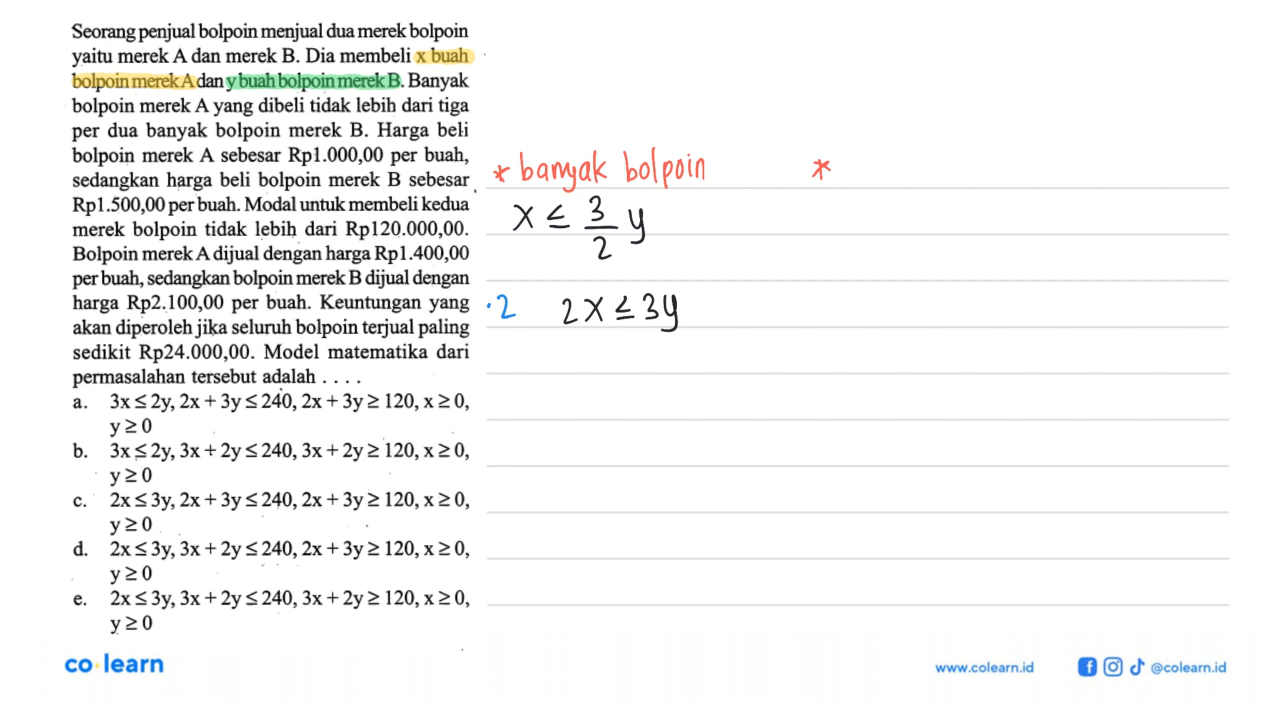 Seorang penjual bolpoin menjual dua merek bolpoin
yaitu merek A dan merek B. Dia membeli x buah
bolpoin merek A dan y buah bolpoin merek B. Banyak
bolpoin merek A yang dibeli tidak lebih dari tiga
per dua banyak bolpoin merek B. Harga beli
bolpoin merek A sebesar Rp1.000,00 per buah,
sedangkan harga beli bolpoin merek B sebesar
Rp1.500,00 per buah. Modal untuk membeli kedua
merek bolpoin tidak lebih dari Rp120.000,00.
Bolpoin merek A dijual dengan harga Rp1.400,00
per buah, sedangkan bolpoin merek B dijual dengan
harga Rp2.100,00 per buah. Keuntungan yang
akan diperoleh jika seluruh bolpoin terjual paling
sedikit Rp24.000,00. Model matematika dari
permasalahan tersebut adalah . . . .
a. 3x ≤ 2y, 2x + 3y ≤ 240, 2x + 3y ≥ 120, x ≥ 0,
y ≥ 0
b. 3x ≤ 2y, 3x + 2y ≤ 240, 3x + 2y ≥ 120, x ≥ 0,
y ≥ 0
c. 2x ≤ 3y, 2x + 3y ≤ 240, 2x + 3y ≥ 120, x ≥ 0,
y ≥ 0
d. 2x ≤ 3y, 3x + 2y ≤ 240, 2x + 3y ≥ 120, x ≥ 0,
y ≥ 0
e. 2x ≤ 3y, 3x + 2y ≤ 240, 3x + 2y ≥ 120, x ≥ 0,
y ≥ 0
* banyak bolpoin *
x ≤ 3/2 y
·2 2x ≤ 3y
co learn
www.colearn.id @colearn.id